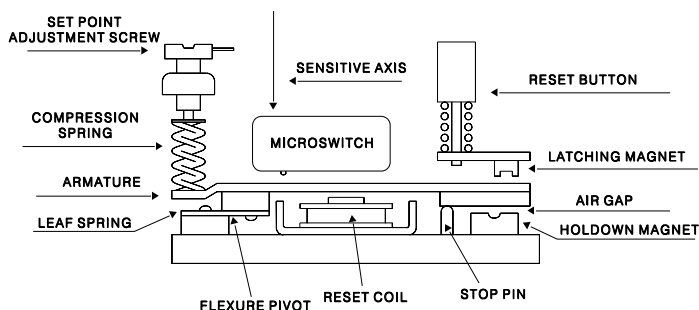 SET POINT
ADJUSTMENT SCREW
SENSITIVE AXIS
RESET BUTTON
COMPRESSION
SPRING
MICROSWITCH
LATCHING MAGNET
ARMATURE
AIR GAP
LEAF SPRING
HOLDOWN MAGNET
FLEXURE PIVOT
RESET COIL
STOP PIN